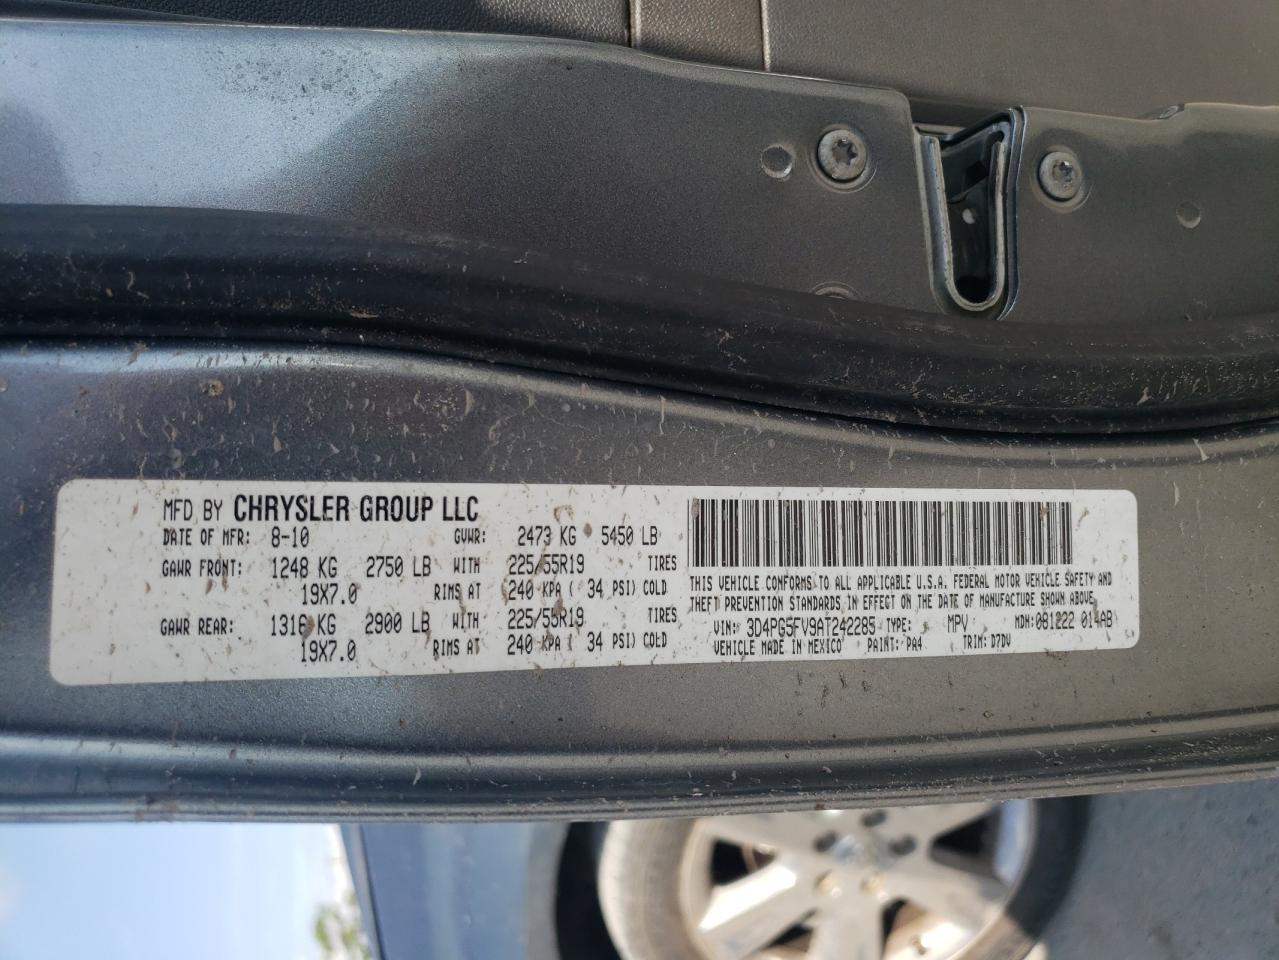 MFD BY CHRYSLER GROUP LLC
DATE OF MFR: 8-10 GVWR: 2473 KG 5450 LB
GAWR FRONT: 1248 KG 2750 LB WITH 225/55R19 TIRES
19X7.0 RIMS AT 240 KPA ( 34 PSI) COLD
GAWR REAR: 1316 KG 2900 LB WITH 225/55R19 TIRES
19X7.0 RIMS AT 240 KPA ( 34 PSI) COLD
THIS VEHICLE CONFORMS TO ALL APPLICABLE U.S.A. FEDERAL MOTOR VEHICLE SAFETY AND
THEFT PREVENTION STANDARDS IN EFFECT ON THE DATE OF MANUFACTURE SHOWN ABOVE
VIN: 3D4PG5FV9AT242285 TYPE: MPV MDH: 081222 014AB
VEHICLE MADE IN MEXICO PAINT: PA4 TRIM: D7DV